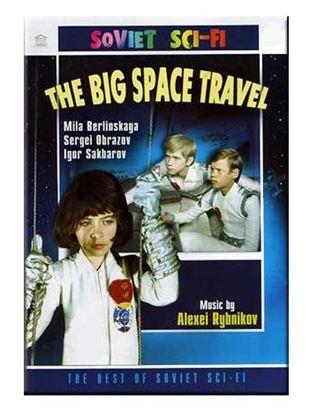 SOVIET SCI-FI
THE BIG SPACE TRAVEL
Mila Berlinskaya
Sergei Obrazov
Igor Sakharov
Music by
Alexei Rybnikov
THE BEST OF SOVIET SCI-FI